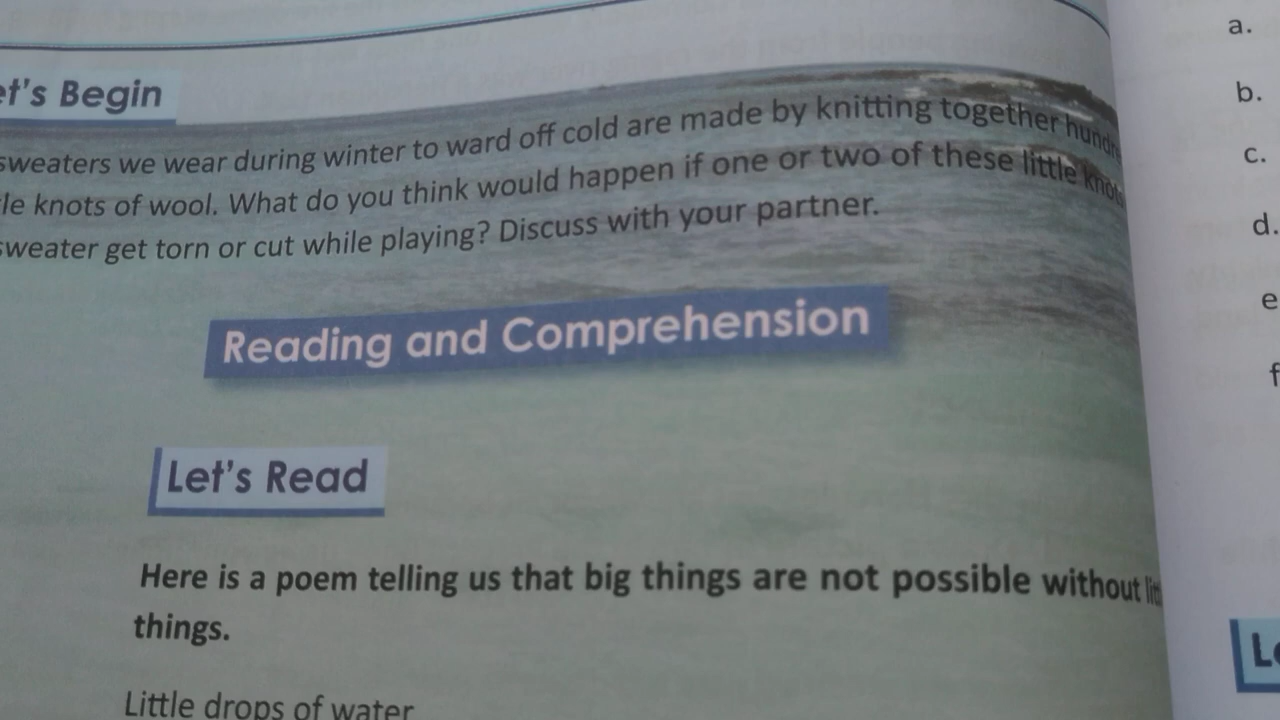 et's Begin
sweaters we wear during winter to ward off cold are made by knitting together
le knots of wool. What do you think would happen if one or two of these little knots
sweater get torn or cut while playing? Discuss with your partner.
Reading and Comprehension
Let's Read
Here is a poem telling us that big things are not possible without
things.
Little drops of water
a.
b.
c.
d.
e
f